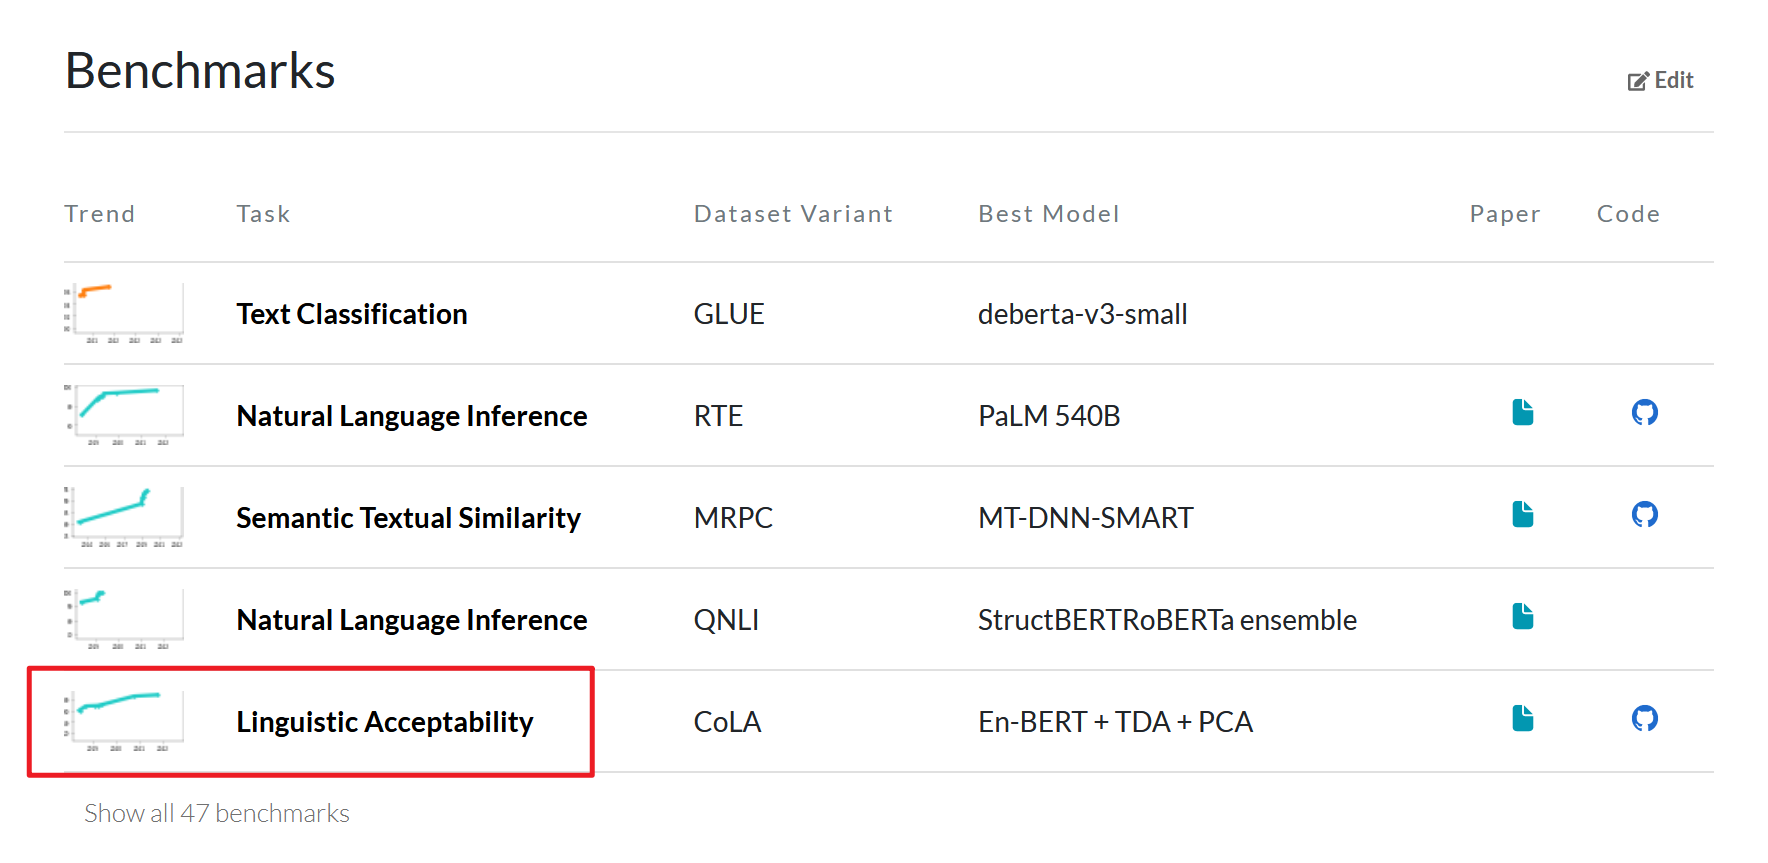 Benchmarks
Edit
Trend Task Dataset Variant Best Model Paper Code
Text Classification GLUE deberta-v3-small
Natural Language Inference RTE PaLM 540B
Semantic Textual Similarity MRPC MT-DNN-SMART
Natural Language Inference QNLI StructBERTRoBERTa ensemble
Linguistic Acceptability CoLA En-BERT + TDA + PCA
Show all 47 benchmarks